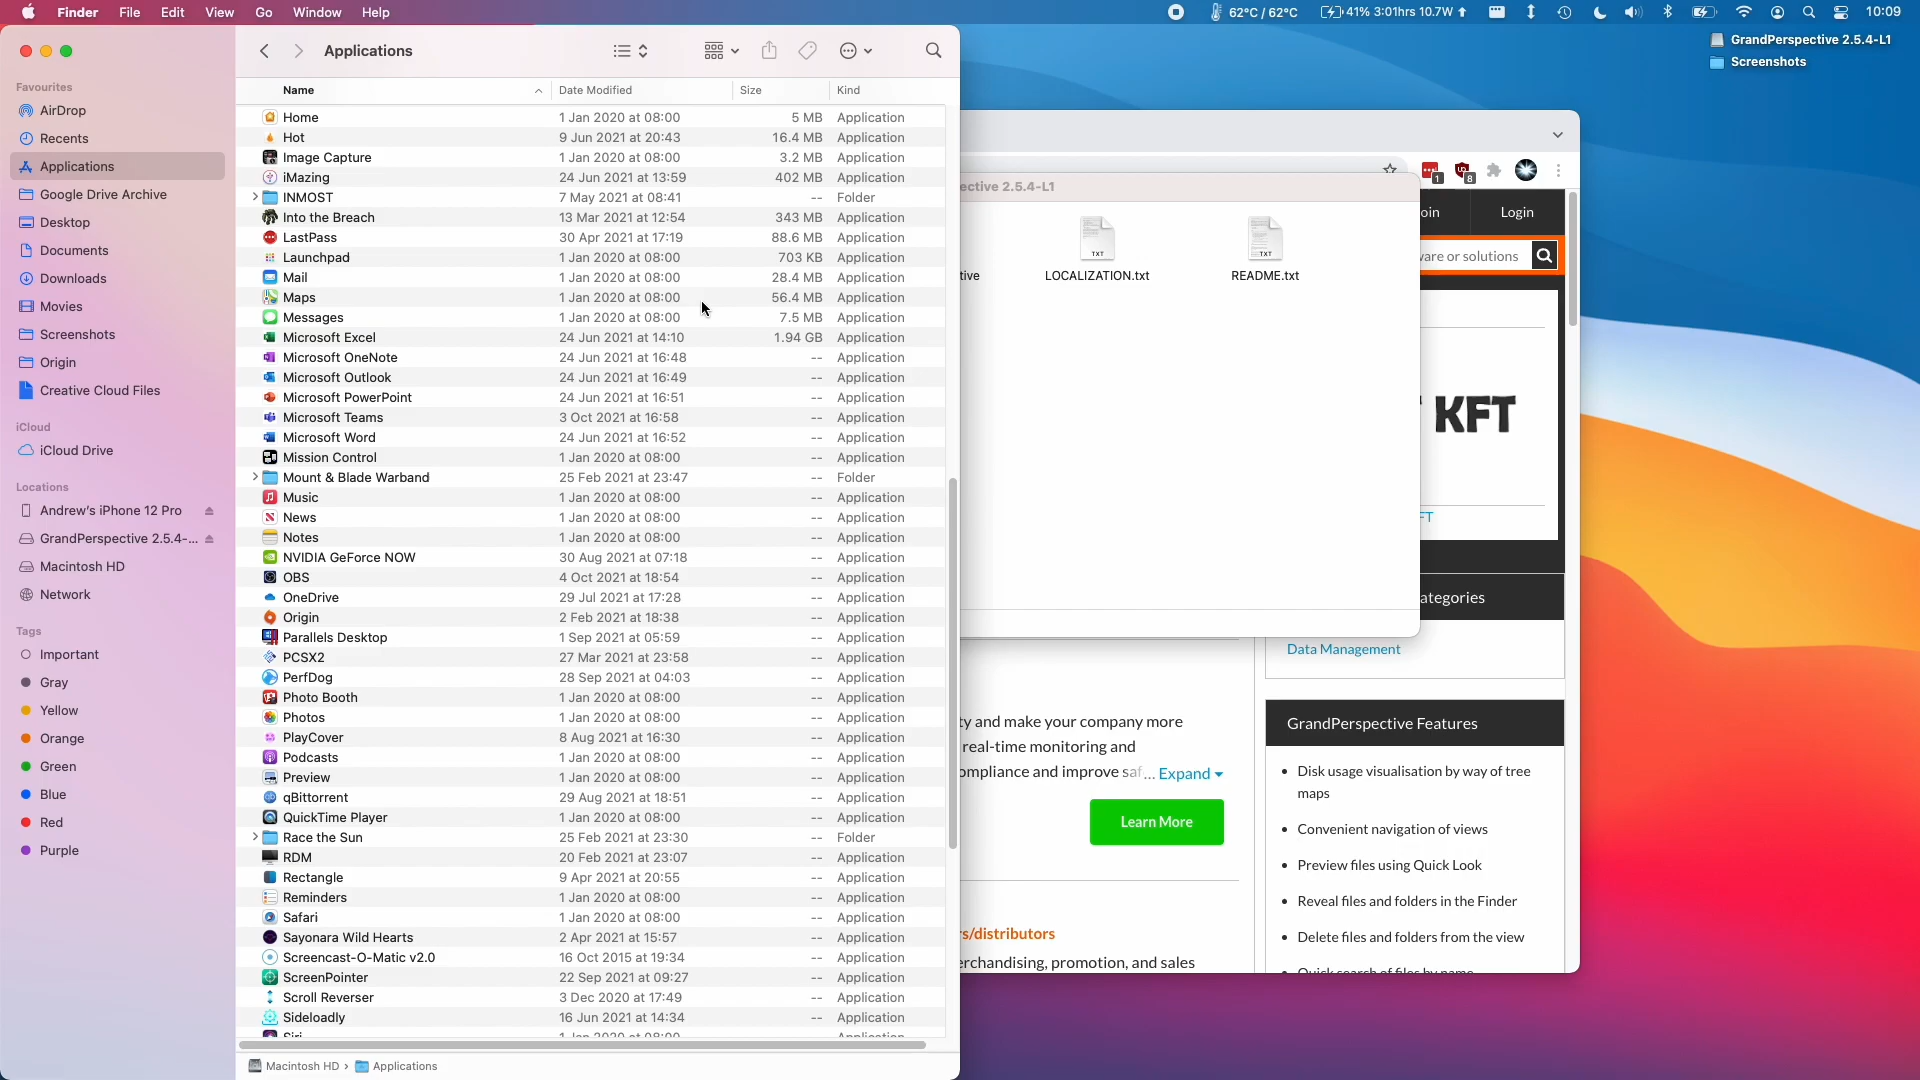 Finder File Edit View Go Window Help
62°C / 62°C 41% 3:01hrs 10.7W 10:09
GrandPerspective 2.5.4-L1
Screenshots
Favourites
AirDrop
Recents
Applications
Google Drive Archive
Desktop
Documents
Downloads
Movies
Screenshots
Origin
Creative Cloud Files
iCloud
iCloud Drive
Locations
Andrew's iPhone 12 Pro
GrandPerspective 2.5.4-...
Macintosh HD
Network
Tags
Important
Gray
Yellow
Orange
Green
Blue
Red
Purple
Applications
Name Date Modified Size Kind
Home 1 Jan 2020 at 08:00 5 MB Application
Hot 9 Jun 2021 at 20:43 16.4 MB Application
Image Capture 1 Jan 2020 at 08:00 3.2 MB Application
iMazing 24 Jun 2021 at 13:59 402 MB Application
INMOST 7 May 2021 at 08:41 -- Folder
Into the Breach 13 Mar 2021 at 12:54 343 MB Application
LastPass 30 Apr 2021 at 17:19 88.6 MB Application
Launchpad 1 Jan 2020 at 08:00 703 KB Application
Mail 1 Jan 2020 at 08:00 28.4 MB Application
Maps 1 Jan 2020 at 08:00 56.4 MB Application
Messages 1 Jan 2020 at 08:00 7.5 MB Application
Microsoft Excel 24 Jun 2021 at 14:10 1.94 GB Application
Microsoft OneNote 24 Jun 2021 at 16:48 -- Application
Microsoft Outlook 24 Jun 2021 at 16:49 -- Application
Microsoft PowerPoint 24 Jun 2021 at 16:51 -- Application
Microsoft Teams 3 Oct 2021 at 16:58 -- Application
Microsoft Word 24 Jun 2021 at 16:52 -- Application
Mission Control 1 Jan 2020 at 08:00 -- Application
Mount & Blade Warband 25 Feb 2021 at 23:47 -- Folder
Music 1 Jan 2020 at 08:00 -- Application
News 1 Jan 2020 at 08:00 -- Application
Notes 1 Jan 2020 at 08:00 -- Application
NVIDIA GeForce NOW 30 Aug 2021 at 07:18 -- Application
OBS 4 Oct 2021 at 18:54 -- Application
OneDrive 29 Jul 2021 at 17:28 -- Application
Origin 2 Feb 2021 at 18:38 -- Application
Parallels Desktop 1 Sep 2021 at 05:59 -- Application
PCSX2 27 Mar 2021 at 23:58 -- Application
PerfDog 28 Sep 2021 at 04:03 -- Application
Photo Booth 1 Jan 2020 at 08:00 -- Application
Photos 1 Jan 2020 at 08:00 -- Application
PlayCover 8 Aug 2021 at 16:30 -- Application
Podcasts 1 Jan 2020 at 08:00 -- Application
Preview 1 Jan 2020 at 08:00 -- Application
qBittorrent 29 Aug 2021 at 18:51 -- Application
QuickTime Player 1 Jan 2020 at 08:00 -- Application
Race the Sun 25 Feb 2021 at 23:30 -- Folder
RDM 20 Feb 2021 at 23:07 -- Application
Rectangle 9 Apr 2021 at 20:55 -- Application
Reminders 1 Jan 2020 at 08:00 -- Application
Safari 1 Jan 2020 at 08:00 -- Application
Sayonara Wild Hearts 2 Apr 2021 at 15:57 -- Application
Screencast-O-Matic v2.0 16 Oct 2015 at 19:34 -- Application
ScreenPointer 22 Sep 2021 at 09:27 -- Application
Scroll Reverser 3 Dec 2020 at 17:49 -- Application
Sideloadly 16 Jun 2021 at 14:34 -- Application
Siri 1 Jan 2020 at 08:00 -- Application
Macintosh HD › Applications
1 8
ective 2.5.4-L1
tive
LOCALIZATION.txt
README.txt
TXT
TXT
oin Login
ware or solutions
KFT
FT
ategories
Data Management
ty and make your company more
real-time monitoring and
ompliance and improve saf... Expand
Learn More
rs/distributors
erchandising, promotion, and sales
GrandPerspective Features
• Disk usage visualisation by way of tree
maps
• Convenient navigation of views
• Preview files using Quick Look
• Reveal files and folders in the Finder
• Delete files and folders from the view
• Quick search of files by name